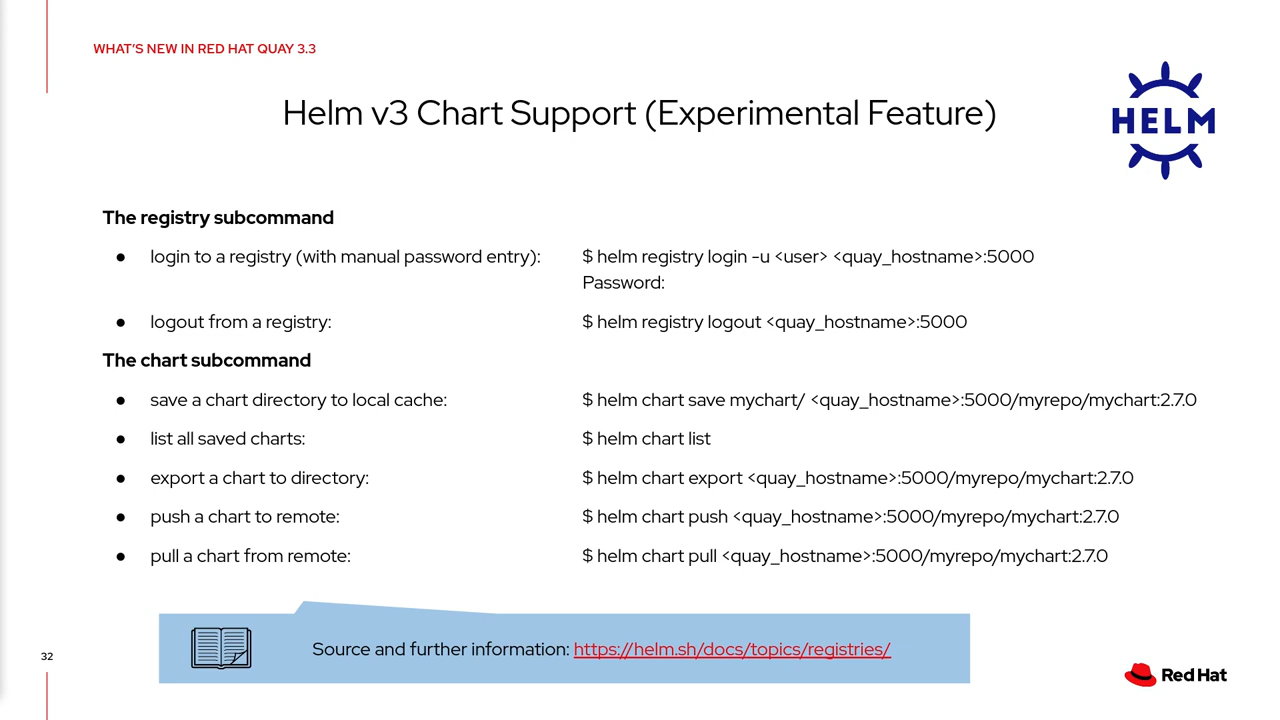 WHAT'S NEW IN RED HAT QUAY 3.3
Helm v3 Chart Support (Experimental Feature)
HELM
The registry subcommand
● login to a registry (with manual password entry): $ helm registry login -u <user> <quay_hostname>:5000
Password:
● logout from a registry: $ helm registry logout <quay_hostname>:5000
The chart subcommand
● save a chart directory to local cache: $ helm chart save mychart/ <quay_hostname>:5000/myrepo/mychart:2.7.0
● list all saved charts: $ helm chart list
● export a chart to directory: $ helm chart export <quay_hostname>:5000/myrepo/mychart:2.7.0
● push a chart to remote: $ helm chart push <quay_hostname>:5000/myrepo/mychart:2.7.0
● pull a chart from remote: $ helm chart pull <quay_hostname>:5000/myrepo/mychart:2.7.0
Source and further information: https://helm.sh/docs/topics/registries/
32
Red Hat